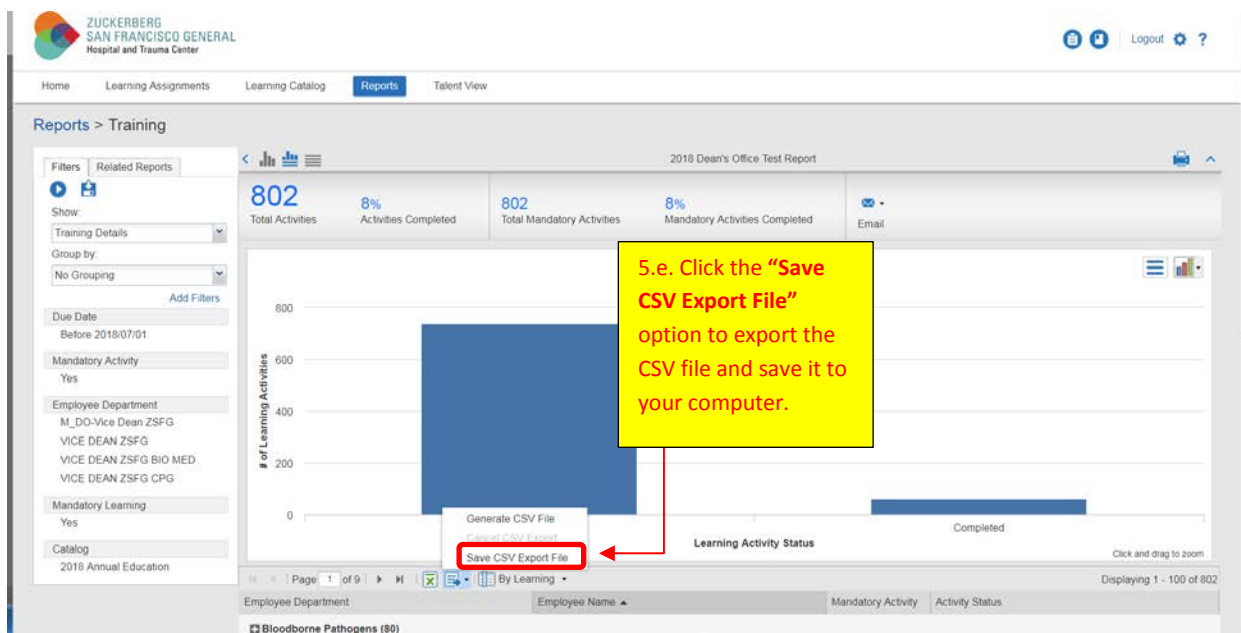 ZUCKERBERG
SAN FRANCISCO GENERAL
Hospital and Trauma Center
Logout ?
Home Learning Assignments Learning Catalog Reports Talent View
Reports > Training
Filters Related Reports
2018 Dean's Office Test Report
802
Total Activities
8%
Activities Completed
802
Total Mandatory Activities
8%
Mandatory Activities Completed
Email
Show:
Training Details
Group by:
No Grouping
Add Filters
Due Date
Before 2018/07/01
Mandatory Activity
Yes
Employee Department
M_DO-Vice Dean ZSFG
VICE DEAN ZSFG
VICE DEAN ZSFG BIO MED
VICE DEAN ZSFG CPG
Mandatory Learning
Yes
Catalog
2018 Annual Education
5.e. Click the “Save
CSV Export File”
option to export the
CSV file and save it to
your computer.
# of Learning Activities
800
600
400
200
0
Generate CSV File
Cancel CSV Export
Save CSV Export File
Completed
Learning Activity Status
Click and drag to zoom
Page 1 of 9 By Learning
Displaying 1 - 100 of 802
Employee Department Employee Name Mandatory Activity Activity Status
Bloodborne Pathogens (80)